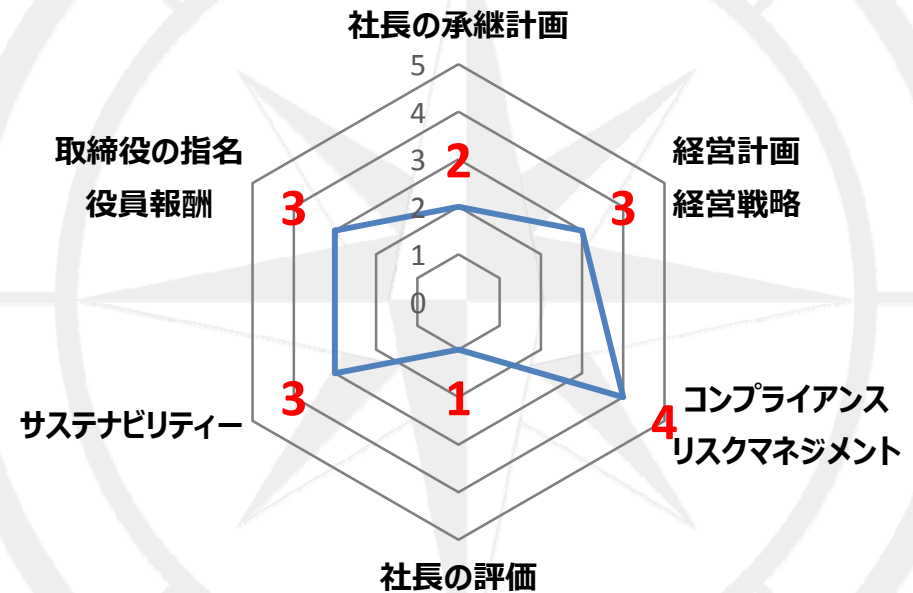 社長の承継計画
5
4
取締役の指名
役員報酬
3
3
2
2
経営計画
経営戦略
3
1
0
サステナビリティー
3
1
4
コンプライアンス
リスクマネジメント
社長の評価